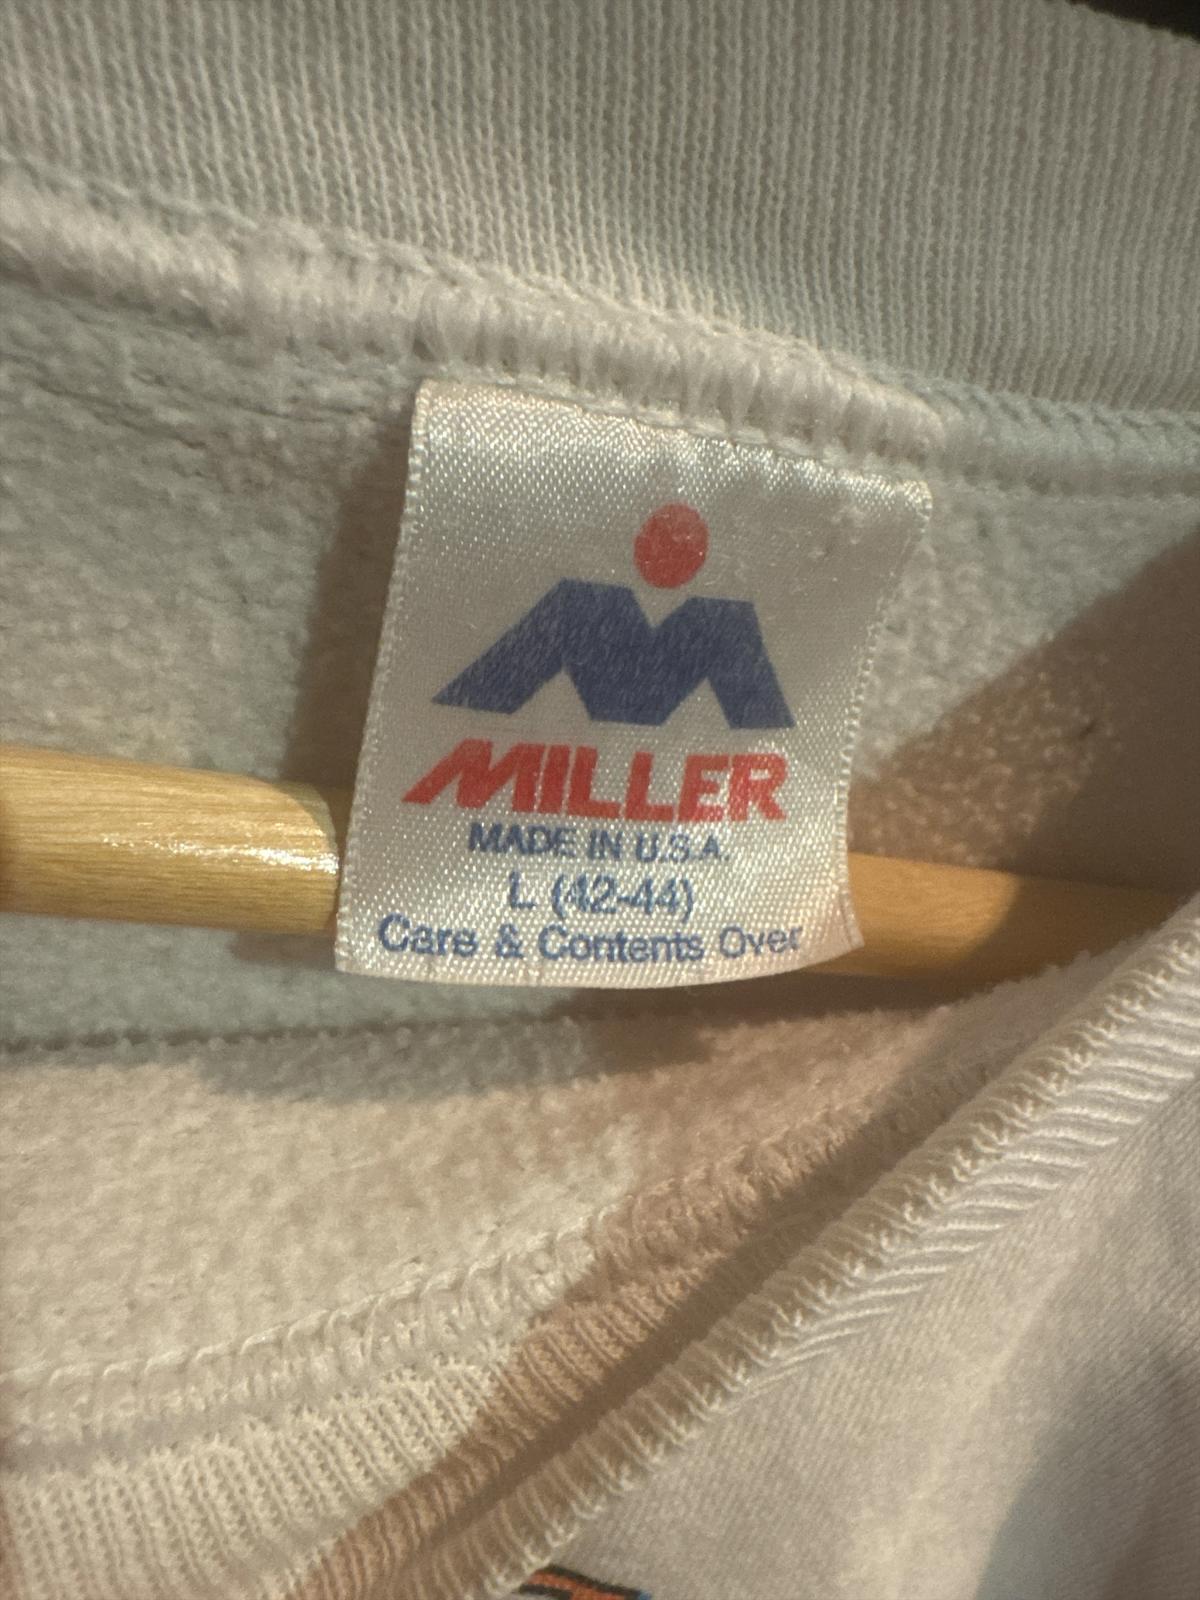 MILLER
MADE IN U.S.A.
L (42-44)
Care & Contents Over